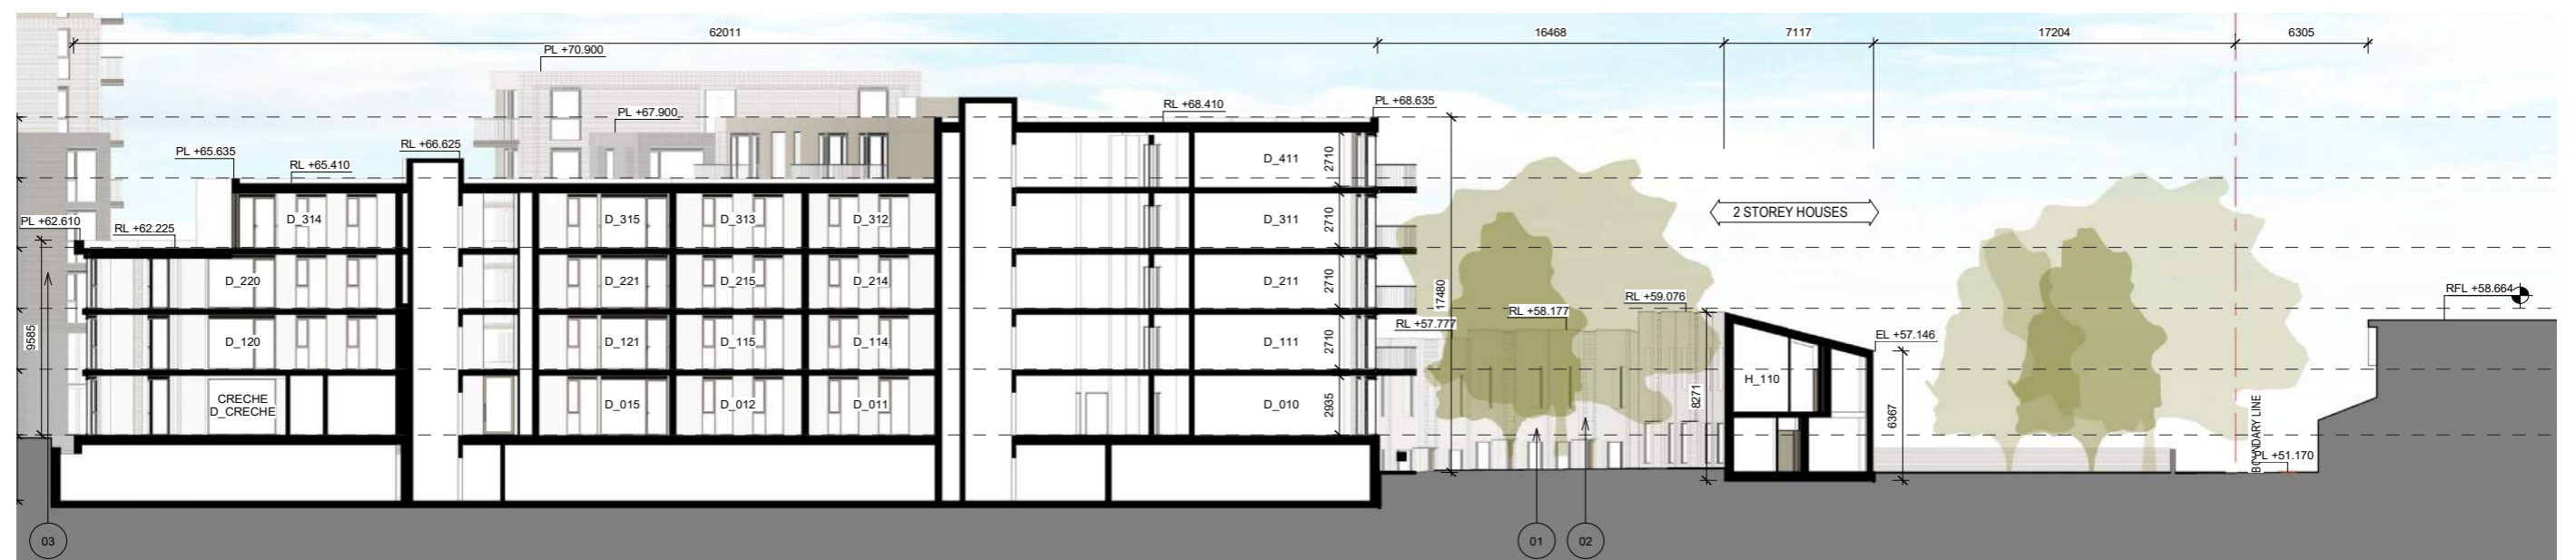 62011
16468
7117
17204
6305
PL +70.900
PL +67.900
RL +68.410
PL +68.635
RL +66.625
PL +65.635
RL +65.410
PL +62.610
RL +62.225
D_411
2710
D_314
D_315
D_313
D_312
D_311
2710
2 STOREY HOUSES
D_220
D_221
D_215
D_214
D_211
2710
17480
RFL +58.664
RL +59.076
RL +58.177
RL +57.777
9585
D_120
D_121
D_115
D_114
D_111
2710
EL +57.146
H_110
8271
6367
CRECHE
D_CRECHE
D_015
D_012
D_011
D_010
2935
BOUNDARY LINE
PL +51.170
03
01
02